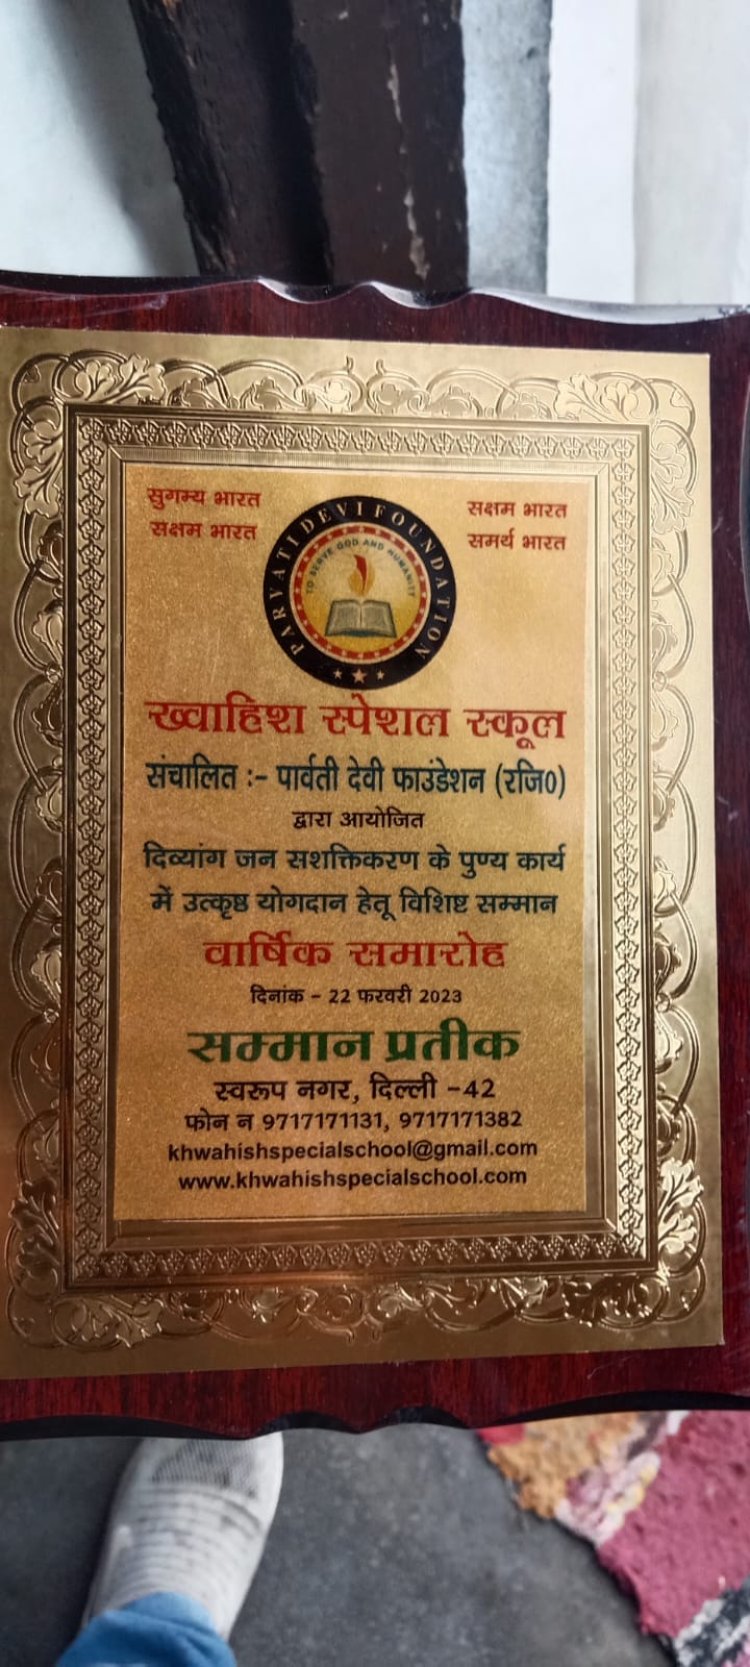 सुगम्य भारत
सक्षम भारत
सक्षम भारत
समर्थ भारत
PARVATI DEVI FOUNDATION
TO SERVE GOD AND HUMANITY
ख्वाहिश स्पेशल स्कूल
संचालित :- पार्वती देवी फाउंडेशन (रजि0)
द्वारा आयोजित
दिव्यांग जन सशक्तिकरण के पुण्य कार्य
में उत्कृष्ठ योगदान हेतू विशिष्ट सम्मान
वार्षिक समारोह
दिनांक - 22 फरवरी 2023
सम्मान प्रतीक
स्वरूप नगर, दिल्ली -42
फोन न 9717171131, 9717171382
khwahishspecialschool@gmail.com
www.khwahishspecialschool.com